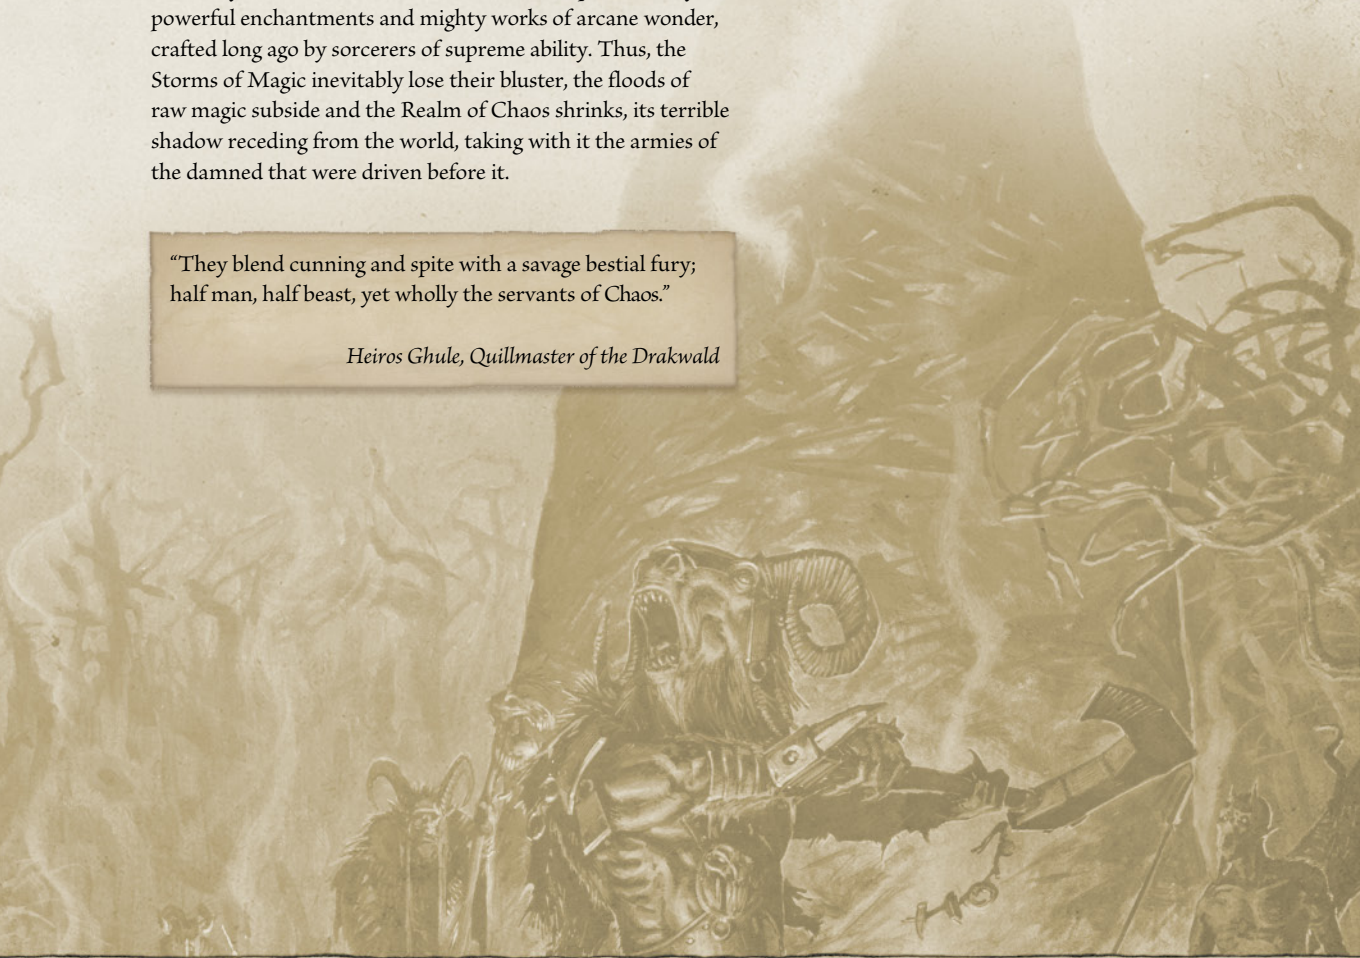 powerful enchantments and mighty works of arcane wonder,
crafted long ago by sorcerers of supreme ability. Thus, the
Storms of Magic inevitably lose their bluster, the floods of
raw magic subside and the Realm of Chaos shrinks, its terrible
shadow receding from the world, taking with it the armies of
the damned that were driven before it.
“They blend cunning and spite with a savage bestial fury;
half man, half beast, yet wholly the servants of Chaos.”
Heiros Ghule, Quillmaster of the Drakwald